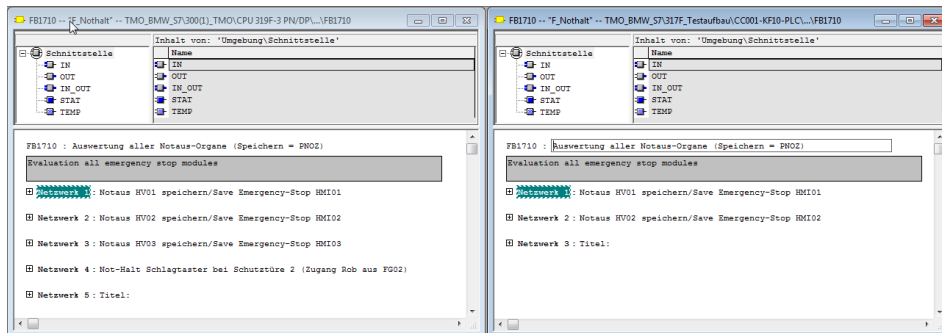 FB1710 -- "F_Nothalt" -- TMO_BMW_S7\300(1)_TMO\CPU 319F-3 PN/DP\...\FB1710
Inhalt von: 'Umgebung\Schnittstelle'
Schnittstelle
IN
OUT
IN_OUT
STAT
TEMP
Name
IN
OUT
IN_OUT
STAT
TEMP
FB1710 : Auswertung aller Notaus-Organe (Speichern = PNOZ)
Evaluation all emergency stop modules
Netzwerk 1: Notaus HV01 speichern/Save Emergency-Stop HMI01
Netzwerk 2: Notaus HV02 speichern/Save Emergency-Stop HMI02
Netzwerk 3: Notaus HV03 speichern/Save Emergency-Stop HMI03
Netzwerk 4: Not-Halt Schlagtaster bei Schutztüre 2 (Zugang Rob aus FG02)
Netzwerk 5: Titel:
FB1710 -- "F_Nothalt" -- TMO_BMW_S7\317F_Testaufbau\CC001-KF10-PLC\...\FB1710
Inhalt von: 'Umgebung\Schnittstelle'
Schnittstelle
IN
OUT
IN_OUT
STAT
TEMP
Name
IN
OUT
IN_OUT
STAT
TEMP
FB1710 : Auswertung aller Notaus-Organe (Speichern = PNOZ)
Evaluation all emergency stop modules
Netzwerk 1: Notaus HV01 speichern/Save Emergency-Stop HMI01
Netzwerk 2: Notaus HV02 speichern/Save Emergency-Stop HMI02
Netzwerk 3: Titel: